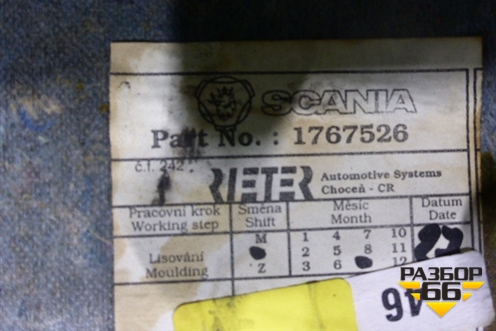 SCANIA
Part No. : 1767526
č.f. 242
RIETER Automotive Systems
Choceň - CR
Pracovní krok Směna Měsíc Datum
Working step Shift Month Date
M 1 4 7 10
Lisování 2 5 8 11
Moulding Z 3 6 12
46
РАЗБОР
66